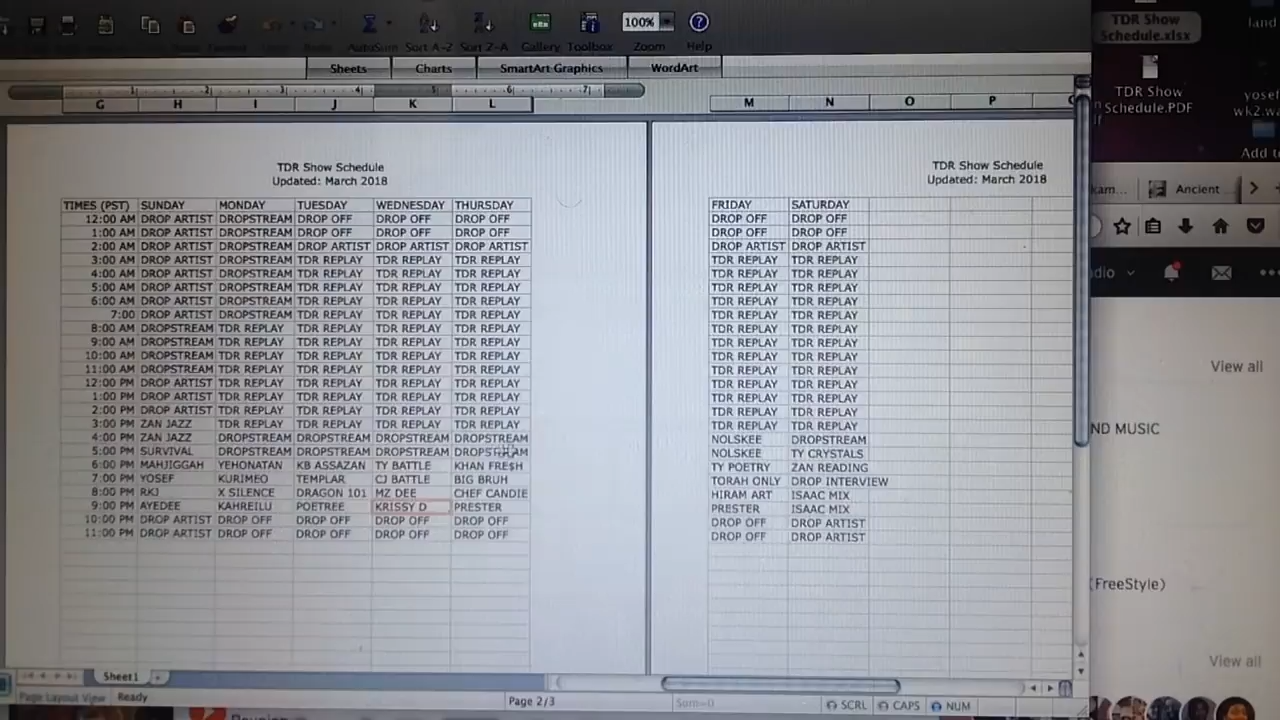 TDR Show Schedule.xlsx
land.
AutoSum Sort A-Z Sort Z-A Gallery Toolbox 100% Zoom Help
Sheets Charts SmartArt Graphics WordArt
TDR Show Schedule.PDF
yosef wk2.wa
Add to
G H I J K L M N O P
Ancient
TDR Show Schedule
Updated: March 2018
TIMES (PST) SUNDAY MONDAY TUESDAY WEDNESDAY THURSDAY
12:00 AM DROP ARTIST DROPSTREAM DROP OFF DROP OFF DROP OFF
1:00 AM DROP ARTIST DROPSTREAM DROP OFF DROP OFF DROP OFF
2:00 AM DROP ARTIST DROPSTREAM DROP ARTIST DROP ARTIST DROP ARTIST
3:00 AM DROP ARTIST DROPSTREAM TDR REPLAY TDR REPLAY TDR REPLAY
4:00 AM DROP ARTIST DROPSTREAM TDR REPLAY TDR REPLAY TDR REPLAY
5:00 AM DROP ARTIST DROPSTREAM TDR REPLAY TDR REPLAY TDR REPLAY
6:00 AM DROP ARTIST DROPSTREAM TDR REPLAY TDR REPLAY TDR REPLAY
7:00 DROP ARTIST DROPSTREAM TDR REPLAY TDR REPLAY TDR REPLAY
8:00 AM DROPSTREAM TDR REPLAY TDR REPLAY TDR REPLAY TDR REPLAY
9:00 AM DROPSTREAM TDR REPLAY TDR REPLAY TDR REPLAY TDR REPLAY
10:00 AM DROPSTREAM TDR REPLAY TDR REPLAY TDR REPLAY TDR REPLAY
11:00 AM DROPSTREAM TDR REPLAY TDR REPLAY TDR REPLAY TDR REPLAY
12:00 PM DROP ARTIST TDR REPLAY TDR REPLAY TDR REPLAY TDR REPLAY
1:00 PM DROP ARTIST TDR REPLAY TDR REPLAY TDR REPLAY TDR REPLAY
2:00 PM DROP ARTIST TDR REPLAY TDR REPLAY TDR REPLAY TDR REPLAY
3:00 PM ZAN JAZZ TDR REPLAY TDR REPLAY TDR REPLAY TDR REPLAY
4:00 PM ZAN JAZZ DROPSTREAM DROPSTREAM DROPSTREAM DROPSTREAM
5:00 PM SURVIVAL DROPSTREAM DROPSTREAM DROPSTREAM DROPSTREAM
6:00 PM MAHJIGGAH YEHONATAN KB ASSAZAN TY BATTLE KHAN FRE$H
7:00 PM YOSEF KURIMEO TEMPLAR CJ BATTLE BIG BRUH
8:00 PM RKJ X SILENCE DRAGON 101 MZ DEE CHEF CANDIE
9:00 PM AYEDEE KAHREILU POETREE KRISSY D PRESTER
10:00 PM DROP ARTIST DROP OFF DROP OFF DROP OFF DROP OFF
11:00 PM DROP ARTIST DROP OFF DROP OFF DROP OFF DROP OFF
TDR Show Schedule
Updated: March 2018
FRIDAY SATURDAY
DROP OFF DROP OFF
DROP OFF DROP OFF
DROP ARTIST DROP ARTIST
TDR REPLAY TDR REPLAY
TDR REPLAY TDR REPLAY
TDR REPLAY TDR REPLAY
TDR REPLAY TDR REPLAY
TDR REPLAY TDR REPLAY
TDR REPLAY TDR REPLAY
TDR REPLAY TDR REPLAY
TDR REPLAY TDR REPLAY
TDR REPLAY TDR REPLAY
TDR REPLAY TDR REPLAY
TDR REPLAY TDR REPLAY
TDR REPLAY TDR REPLAY
TDR REPLAY TDR REPLAY
NOLSKEE DROPSTREAM
NOLSKEE TY CRYSTALS
TY POETRY ZAN READING
TORAH ONLY DROP INTERVIEW
HIRAM ART ISAAC MIX
PRESTER ISAAC MIX
DROP OFF DROP ARTIST
DROP OFF DROP ARTIST
dio
View all
ND MUSIC
(FreeStyle)
View all
Sheet1
Page Layout View Ready Page 2/3 Sum=0 SCRL CAPS NUM